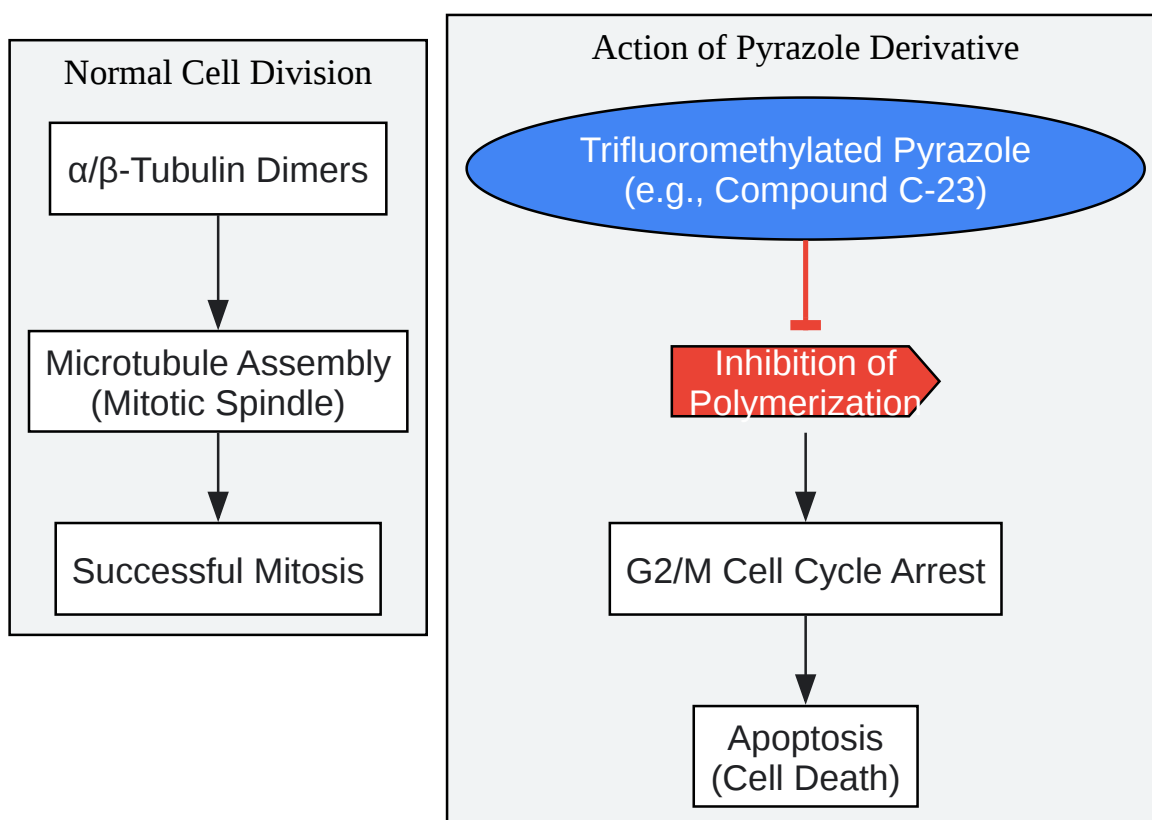 Normal Cell Division
α/β-Tubulin Dimers
Microtubule Assembly
(Mitotic Spindle)
Successful Mitosis
Action of Pyrazole Derivative
Trifluoromethylated Pyrazole
(e.g., Compound C-23)
Inhibition of
Polymerization
G2/M Cell Cycle Arrest
Apoptosis
(Cell Death)